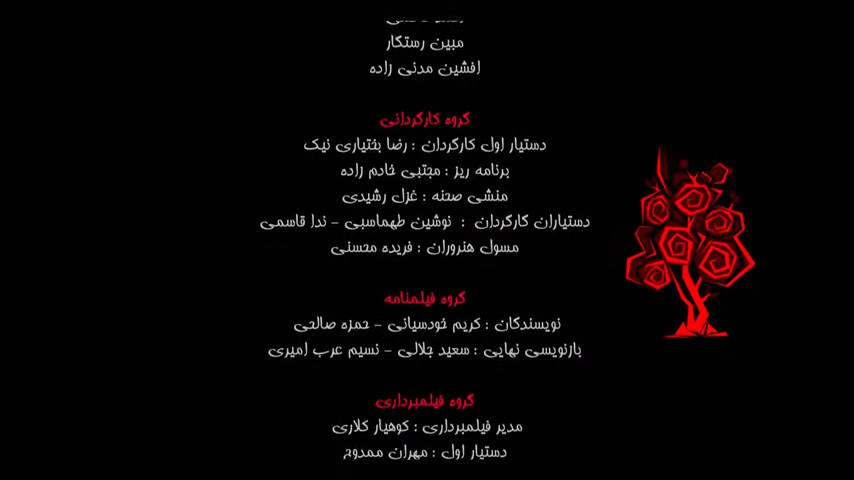 مبین رستگار
افشین مدنی زاده
گروه کارگردانی
دستیار اول کارگردان : رضا بختیاری نیک
برنامه ریز : مجتبی خادم زاده
منشی صحنه : غزل رشیدی
دستیاران کارگردان : نوشین طهماسبی - ندا قاسمی
مسول هنروران : فریده محسنی
گروه فیلمنامه
نویسندگان : کریم خودسیانی - حمزه صالحی
بازنویسی نهایی : سعید جلالی - نسیم عرب امیری
گروه فیلمبرداری
مدیر فیلمبرداری : کوهیار کلاری
دستیار اول : مهران ممدوح